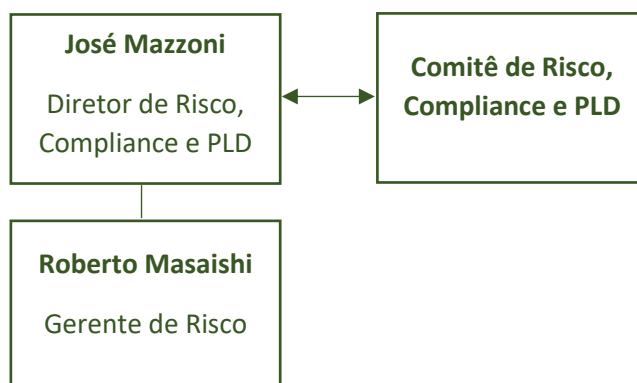 José Mazzoni
Diretor de Risco,
Compliance e PLD
Comitê de Risco,
Compliance e PLD
Roberto Masaishi
Gerente de Risco